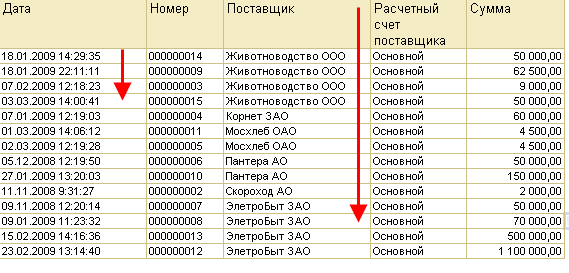 Дата Номер Поставщик Расчетный Сумма
счет
поставщика
18.01.2009 14:29:35 000000014 Животноводство ООО Основной 50 000,00
18.01.2009 22:11:11 000000009 Животноводство ООО Основной 62 500,00
07.02.2009 12:18:23 000000003 Животноводство ООО Основной 9 000,00
03.03.2009 14:00:41 000000015 Животноводство ООО Основной 50 000,00
07.01.2009 12:19:03 000000004 Корнет ЗАО Основной 60 000,00
01.03.2009 14:06:12 000000011 Мосхлеб ОАО Основной 4 500,00
02.03.2009 12:19:28 000000005 Мосхлеб ОАО Основной 4 500,00
05.12.2008 12:19:50 000000006 Пантера АО Основной 50 000,00
27.01.2009 13:20:03 000000010 Пантера АО Основной 150 000,00
11.11.2008 9:31:27 000000002 Скороход АО Основной 2 000,00
09.11.2008 12:20:14 000000007 ЭлетроБыт ЗАО Основной 50 000,00
09.01.2009 11:23:32 000000008 ЭлетроБыт ЗАО Основной 70 000,00
15.02.2009 14:16:36 000000013 ЭлетроБыт ЗАО Основной 500 000,00
23.02.2009 13:14:40 000000012 ЭлетроБыт ЗАО Основной 1 100 000,00